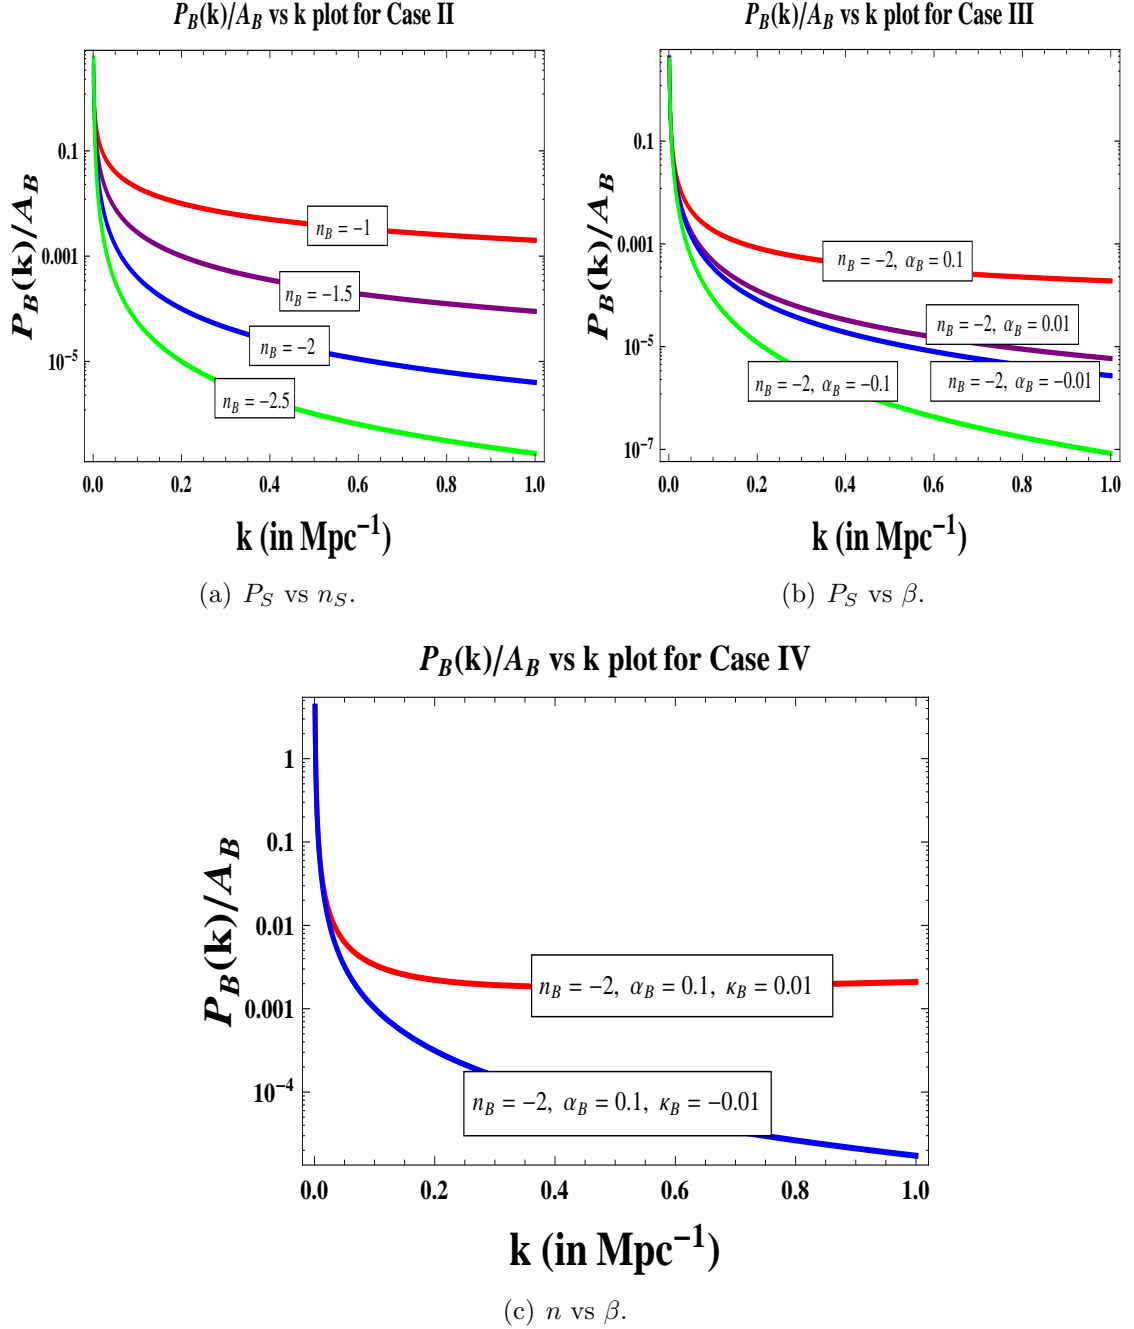 P_B(k)/A_B vs k plot for Case II
P_B(k)/A_B
0.1
0.001
10^{-5}
n_B = −1
n_B = −1.5
n_B = −2
n_B = −2.5
0.0 0.2 0.4 0.6 0.8 1.0
k (in Mpc^{−1})
(a) P_S vs n_S.
P_B(k)/A_B vs k plot for Case III
P_B(k)/A_B
0.1
0.001
10^{-5}
10^{-7}
n_B = −2, α_B = 0.1
n_B = −2, α_B = 0.01
n_B = −2, α_B = −0.1
n_B = −2, α_B = −0.01
0.0 0.2 0.4 0.6 0.8 1.0
k (in Mpc^{−1})
(b) P_S vs β.
P_B(k)/A_B vs k plot for Case IV
P_B(k)/A_B
1
0.1
0.01
0.001
10^{-4}
n_B = −2, α_B = 0.1, κ_B = 0.01
n_B = −2, α_B = 0.1, κ_B = −0.01
0.0 0.2 0.4 0.6 0.8 1.0
k (in Mpc^{−1})
(c) n vs β.